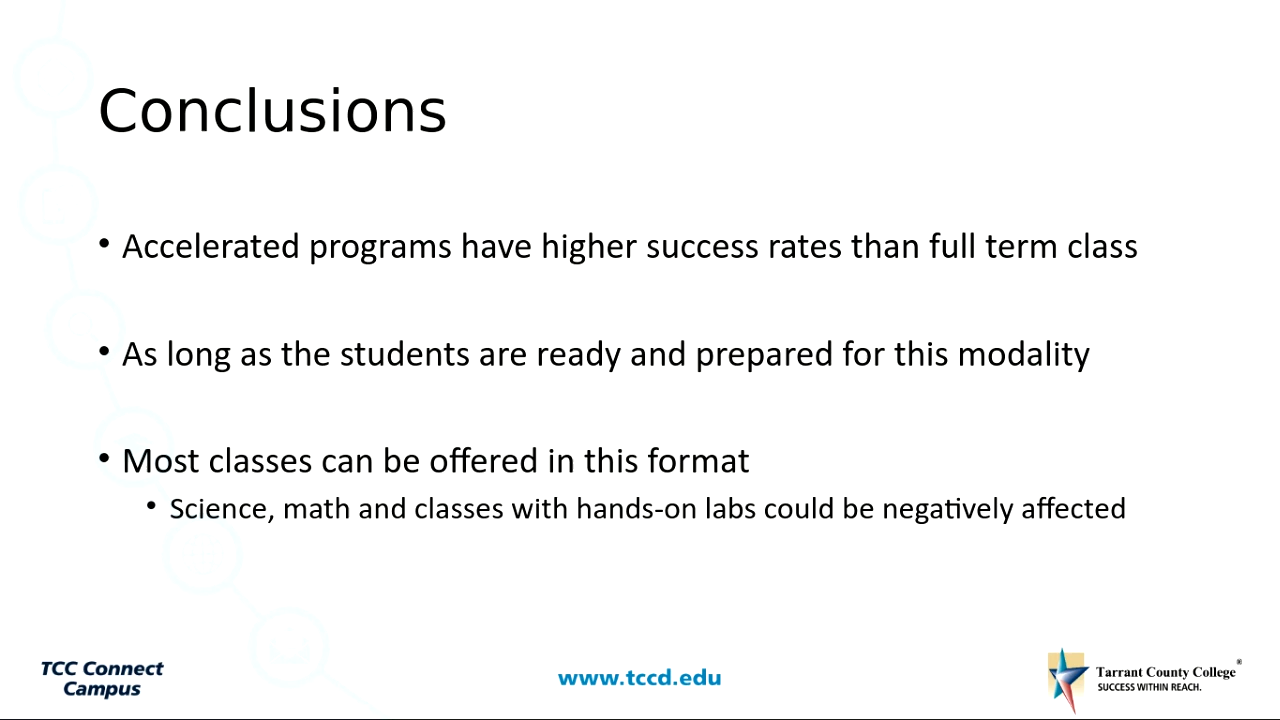 Conclusions
• Accelerated programs have higher success rates than full term class
• As long as the students are ready and prepared for this modality
• Most classes can be offered in this format
• Science, math and classes with hands-on labs could be negatively affected
TCC Connect
Campus
www.tccd.edu
Tarrant County College®
SUCCESS WITHIN REACH.